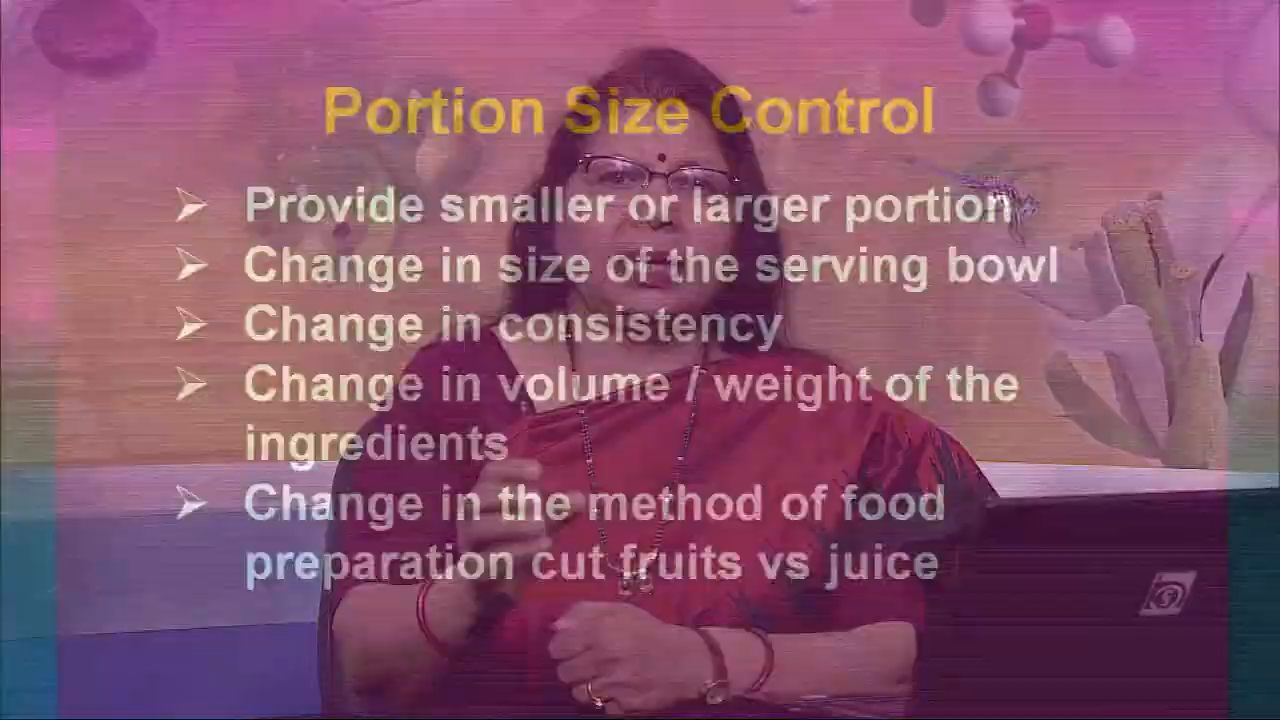 Portion Size Control
➢ Provide smaller or larger portion
➢ Change in size of the serving bowl
➢ Change in consistency
➢ Change in volume / weight of the
ingredients
➢ Change in the method of food
preparation cut fruits vs juice